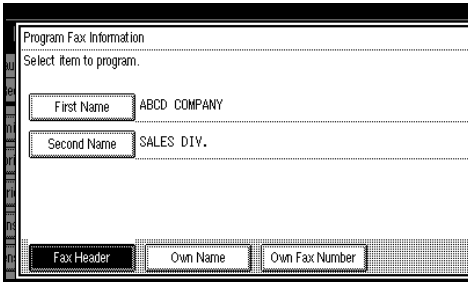 Program Fax Information
Select item to program.
First Name ABCD COMPANY
Second Name SALES DIV.
Fax Header Own Name Own Fax Number